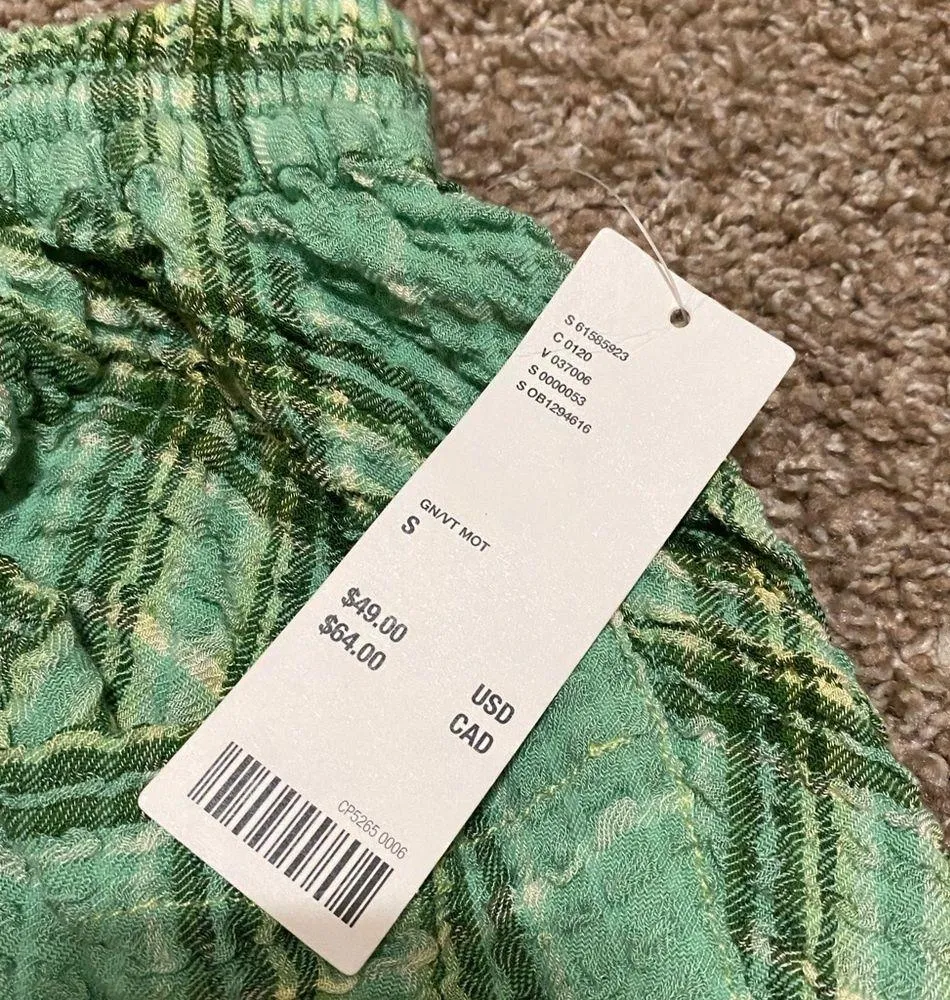 S 61585923
C 0120
V 037006
S 0000053
S OB1294616
GN/VT MOT
S
$49.00 USD
$64.00 CAD
CP5265 0006